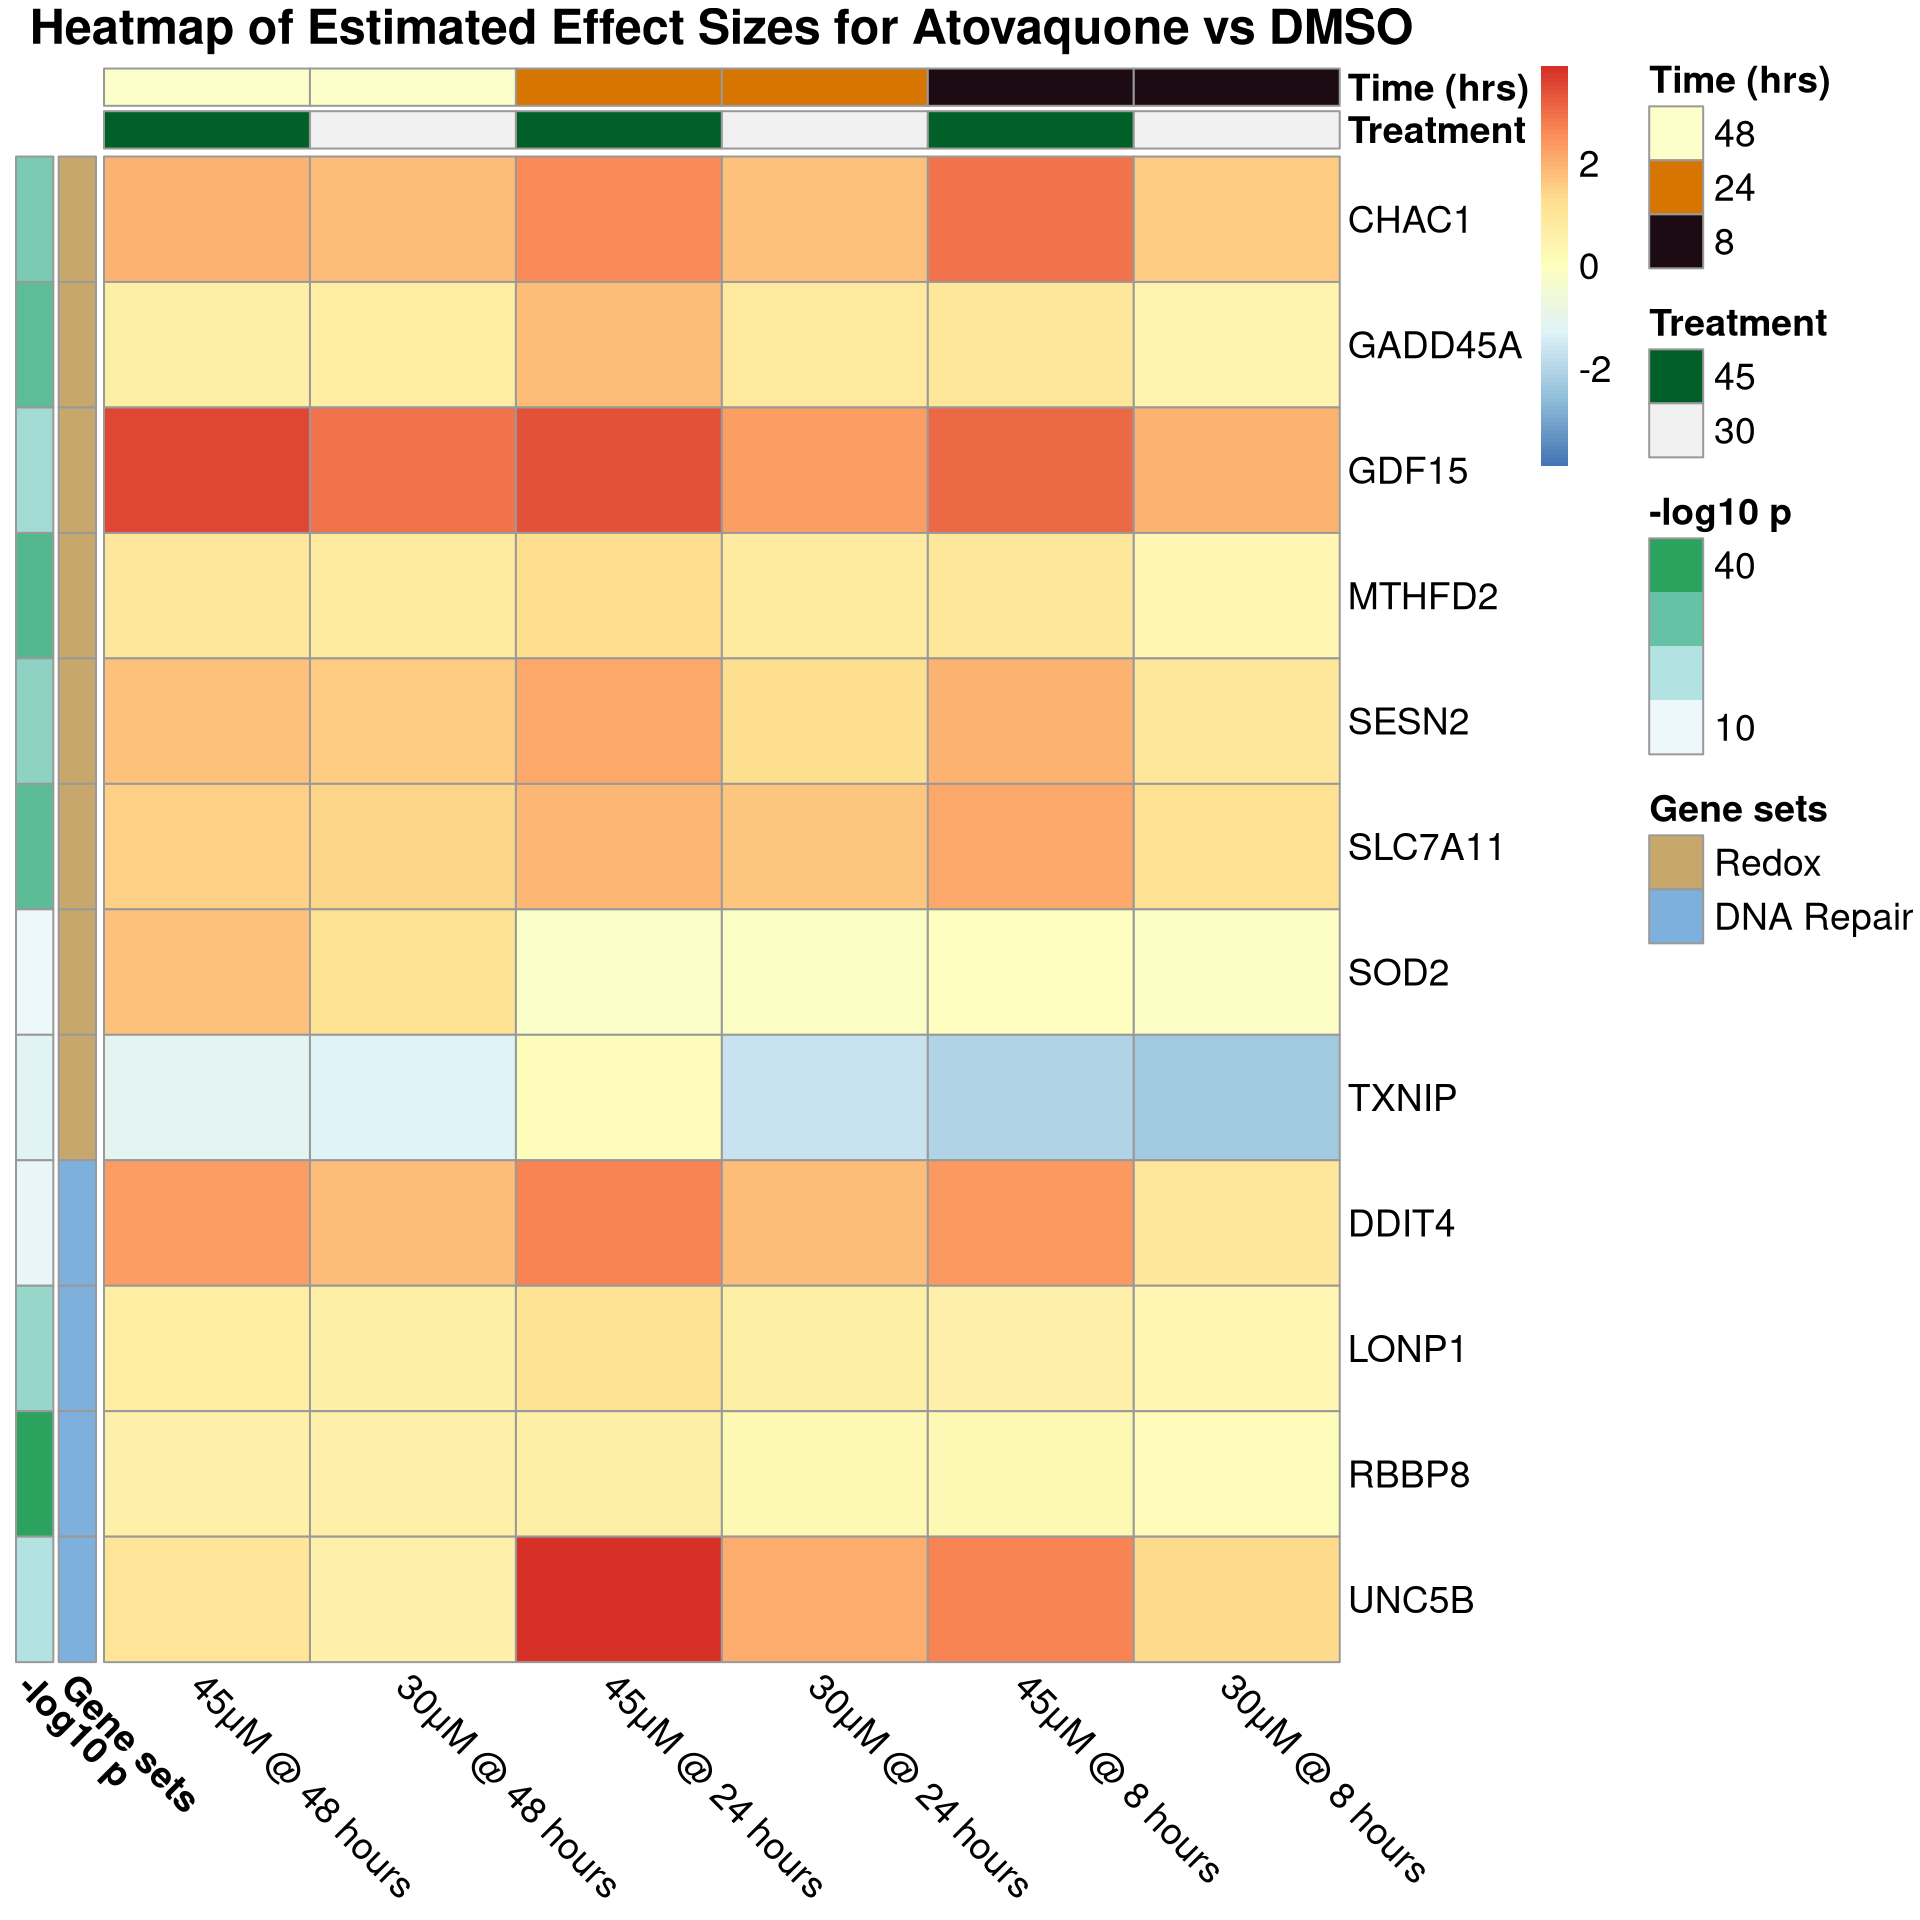 Heatmap of Estimated Effect Sizes for Atovaquone vs DMSO
Time (hrs)
Treatment
CHAC1
GADD45A
GDF15
MTHFD2
SESN2
SLC7A11
SOD2
TXNIP
DDIT4
LONP1
RBBP8
UNC5B
-log10 p
Gene sets
45µM @ 48 hours
30µM @ 48 hours
45µM @ 24 hours
30µM @ 24 hours
45µM @ 8 hours
30µM @ 8 hours
2
0
-2
Time (hrs)
48
24
8
Treatment
45
30
-log10 p
40
10
Gene sets
Redox
DNA Repair